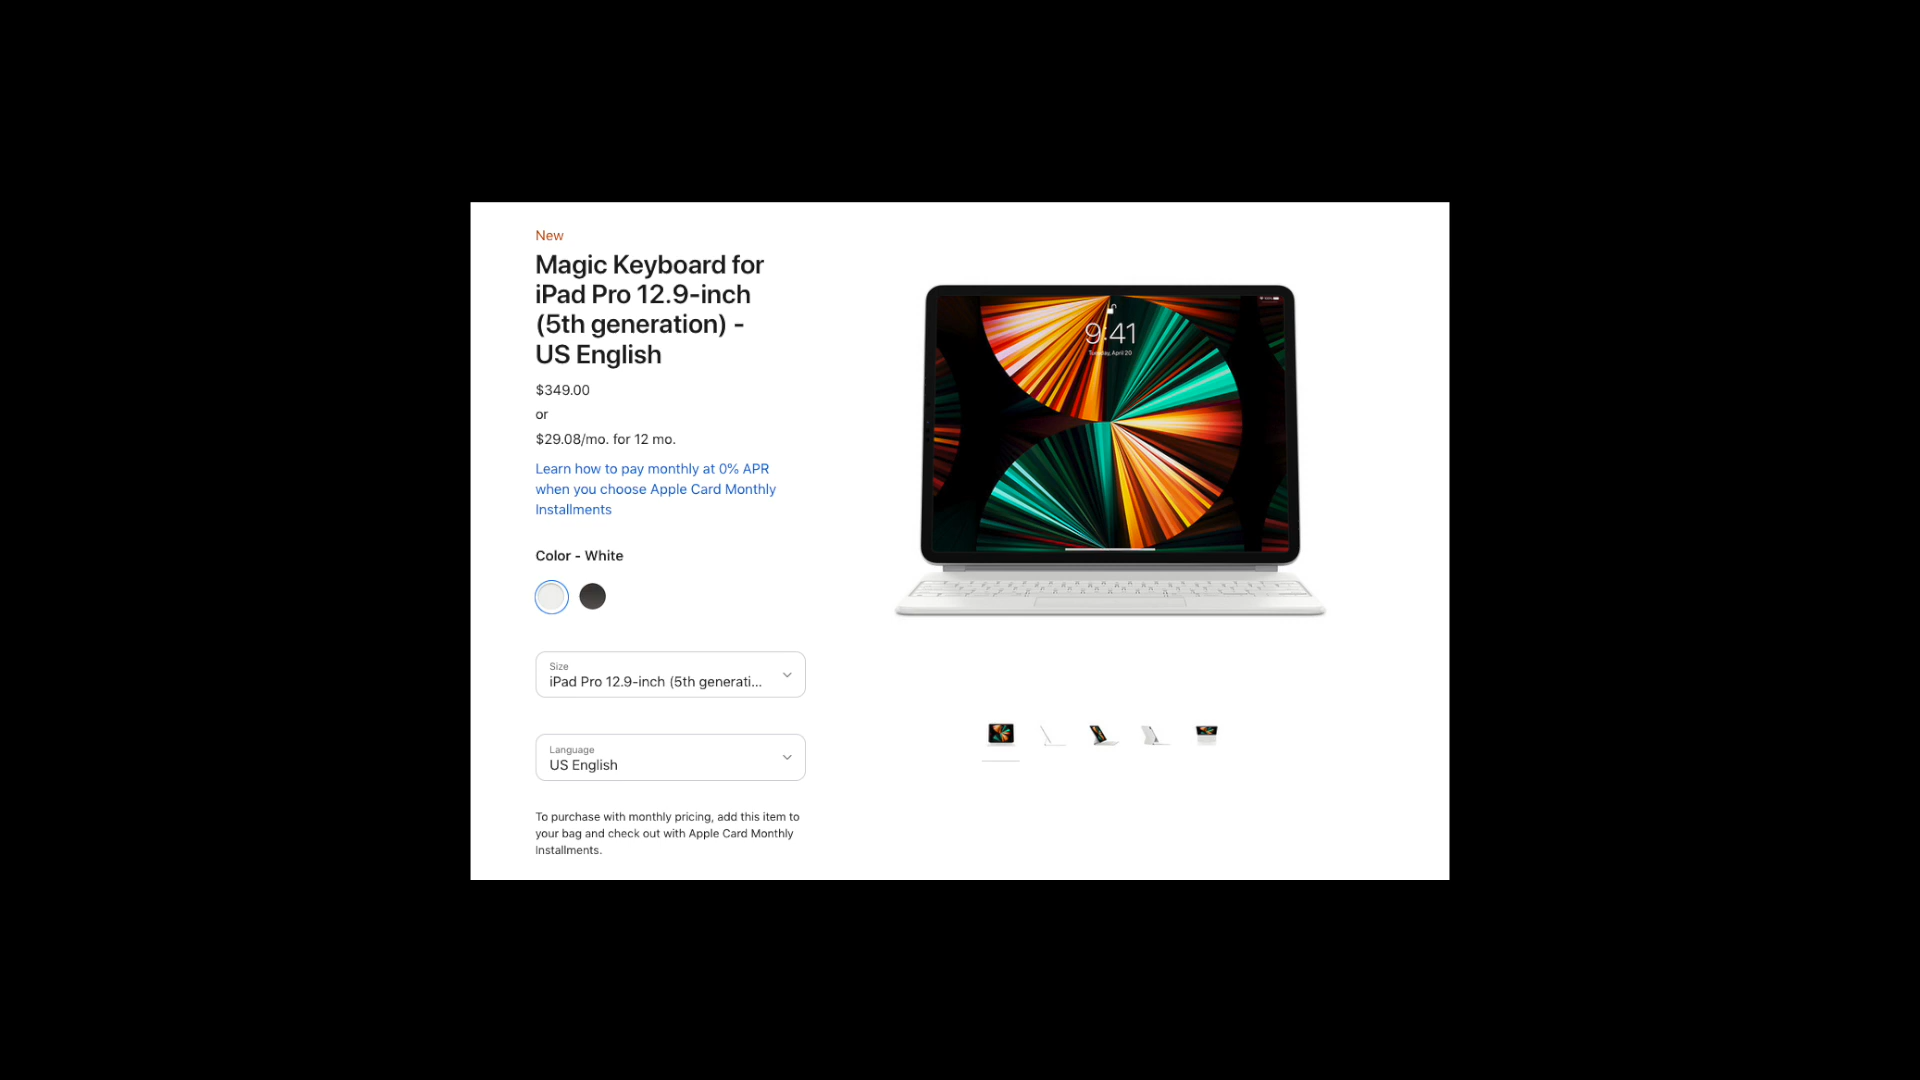 New
Magic Keyboard for
iPad Pro 12.9-inch
(5th generation) -
US English
$349.00
or
$29.08/mo. for 12 mo.
Learn how to pay monthly at 0% APR
when you choose Apple Card Monthly
Installments
Color - White
Size
iPad Pro 12.9-inch (5th generati...
Language
US English
To purchase with monthly pricing, add this item to
your bag and check out with Apple Card Monthly
Installments.
9:41
Tuesday, April 20